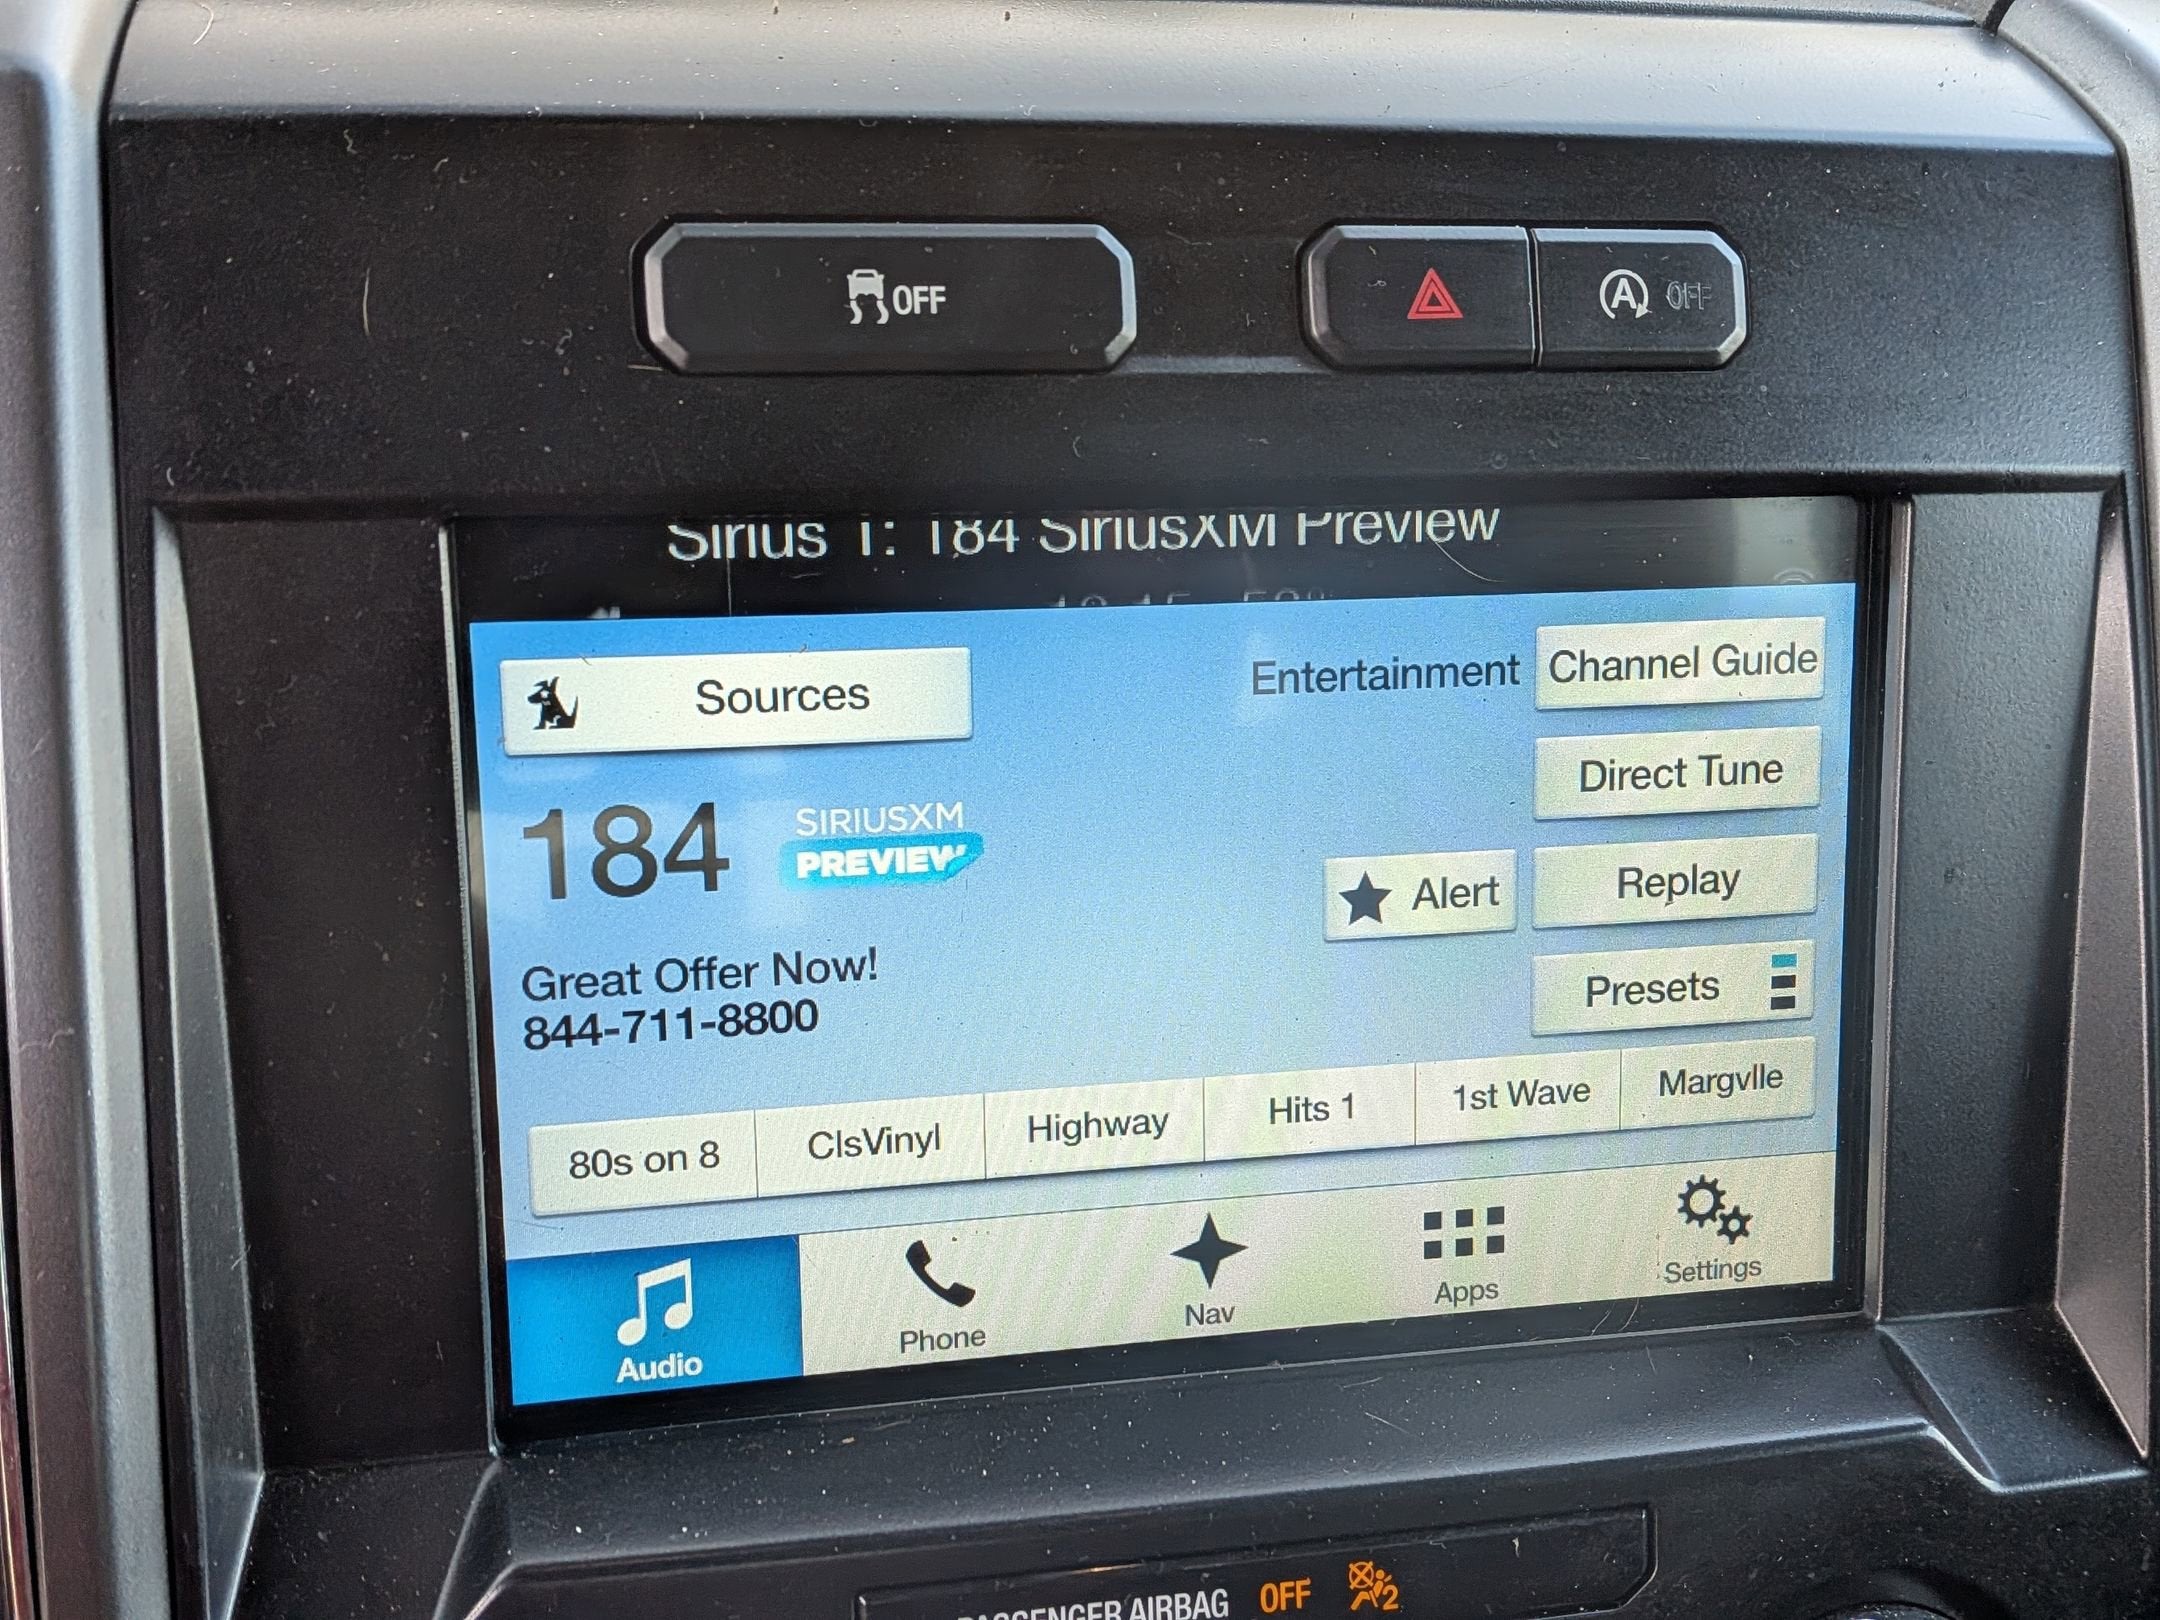 OFF
A OFF
Sirius 1: 184 SiriusXM Preview
Sources
Entertainment
Channel Guide
Direct Tune
184
SIRIUSXM
PREVIEW
Alert
Replay
Great Offer Now!
844-711-8800
Presets
80s on 8
ClsVinyl
Highway
Hits 1
1st Wave
Margvlle
Audio
Phone
Nav
Apps
Settings
PASSENGER AIRBAG OFF 2